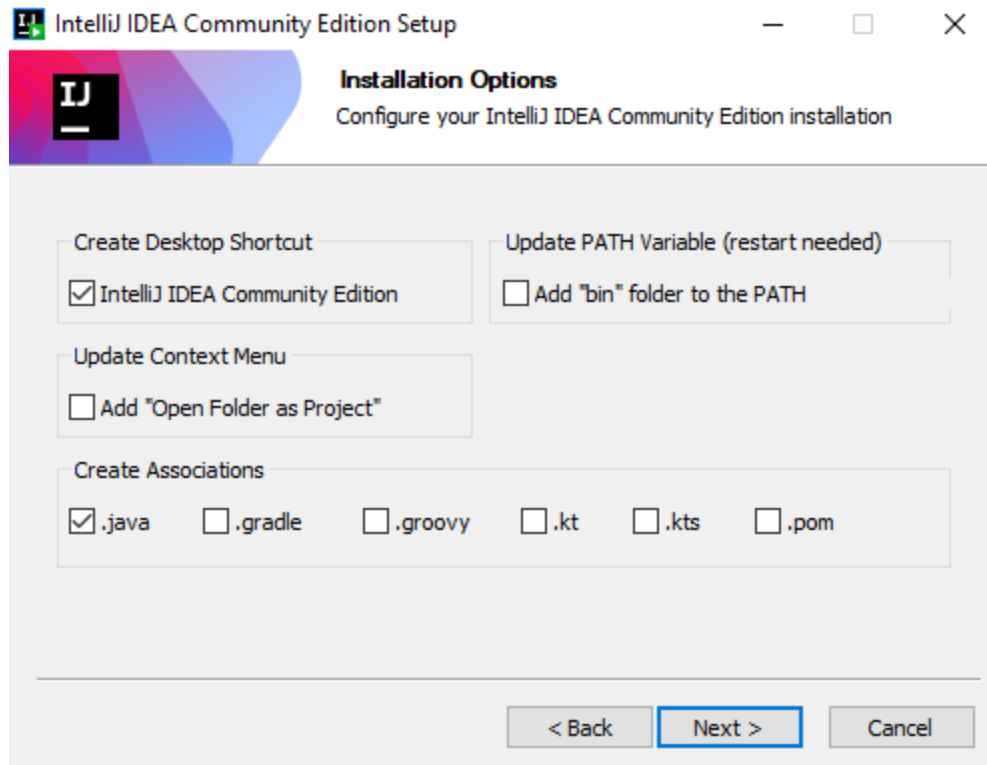 IntelliJ IDEA Community Edition Setup
IJ
Installation Options
Configure your IntelliJ IDEA Community Edition installation
Create Desktop Shortcut
IntelliJ IDEA Community Edition
Update PATH Variable (restart needed)
Add "bin" folder to the PATH
Update Context Menu
Add "Open Folder as Project"
Create Associations
.java .gradle .groovy .kt .kts .pom
< Back Next > Cancel